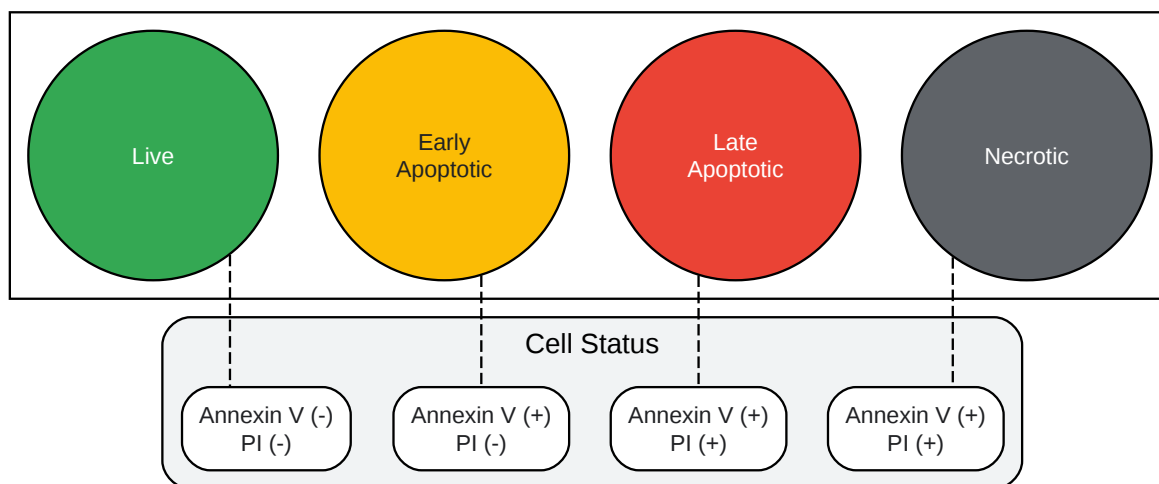 Live
Early
Apoptotic
Late
Apoptotic
Necrotic
Cell Status
Annexin V (-)
PI (-)
Annexin V (+)
PI (-)
Annexin V (+)
PI (+)
Annexin V (+)
PI (+)